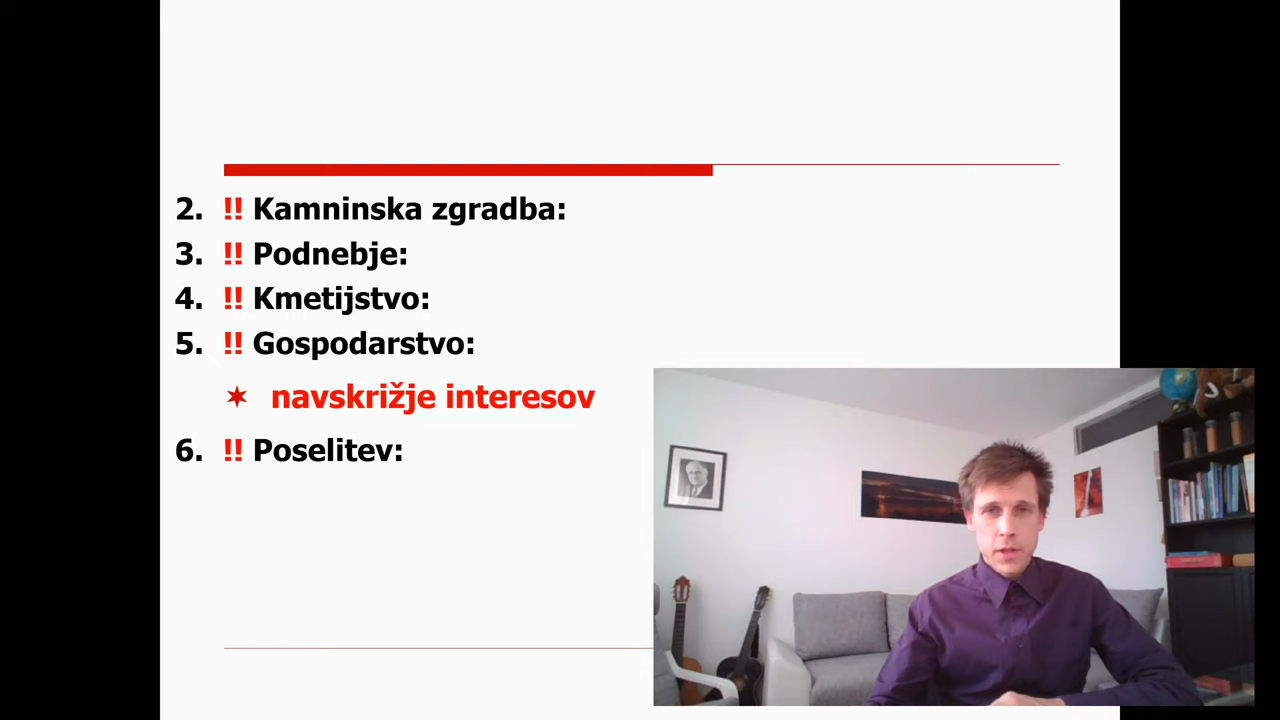 2. !! Kamninska zgradba:
3. !! Podnebje:
4. !! Kmetijstvo:
5. !! Gospodarstvo:
✶ navskrižje interesov
6. !! Poselitev: